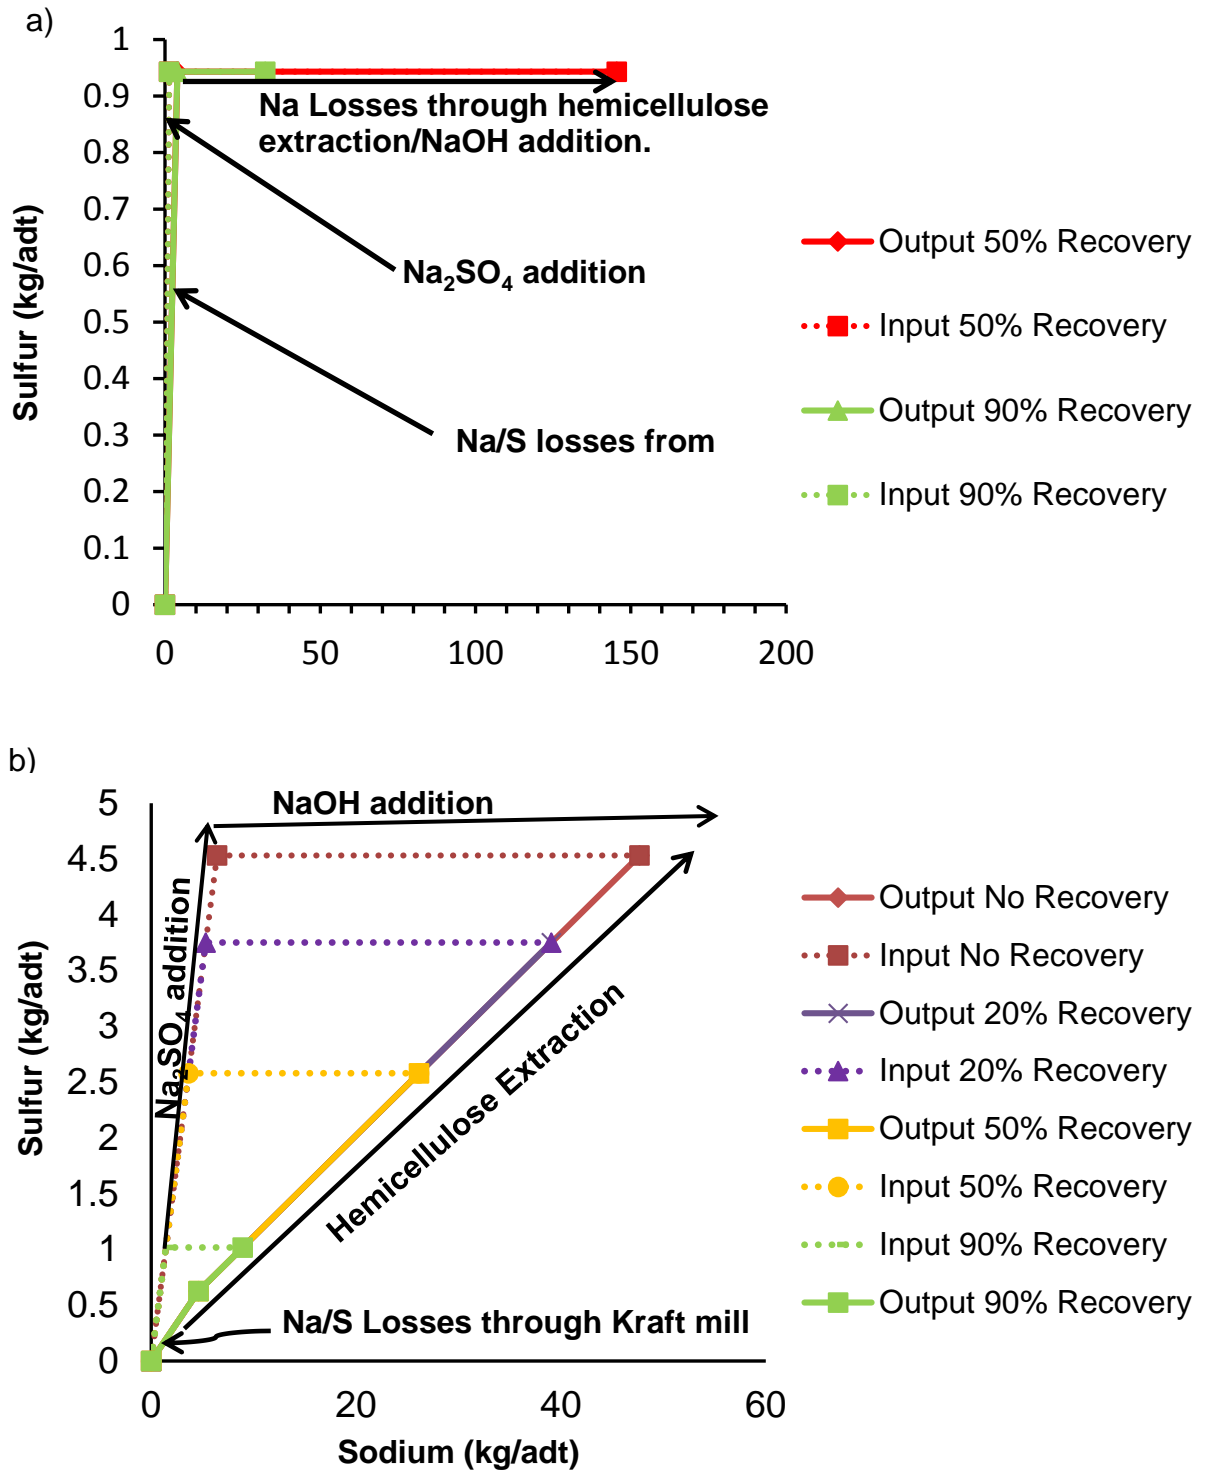 a)
1
0.9
0.8
0.7
0.6
0.5
0.4
0.3
0.2
0.1
0
Sulfur (kg/adt)
0 50 100 150 200
Na Losses through hemicellulose
extraction/NaOH addition.
Na₂SO₄ addition
Na/S losses from
Output 50% Recovery
Input 50% Recovery
Output 90% Recovery
Input 90% Recovery
b)
5
4.5
4
3.5
3
2.5
2
1.5
1
0.5
0
Sulfur (kg/adt)
0 20 40 60
Sodium (kg/adt)
NaOH addition
Na₂SO₄ addition
Hemicellulose Extraction
Na/S Losses through Kraft mill
Output No Recovery
Input No Recovery
Output 20% Recovery
Input 20% Recovery
Output 50% Recovery
Input 50% Recovery
Input 90% Recovery
Output 90% Recovery